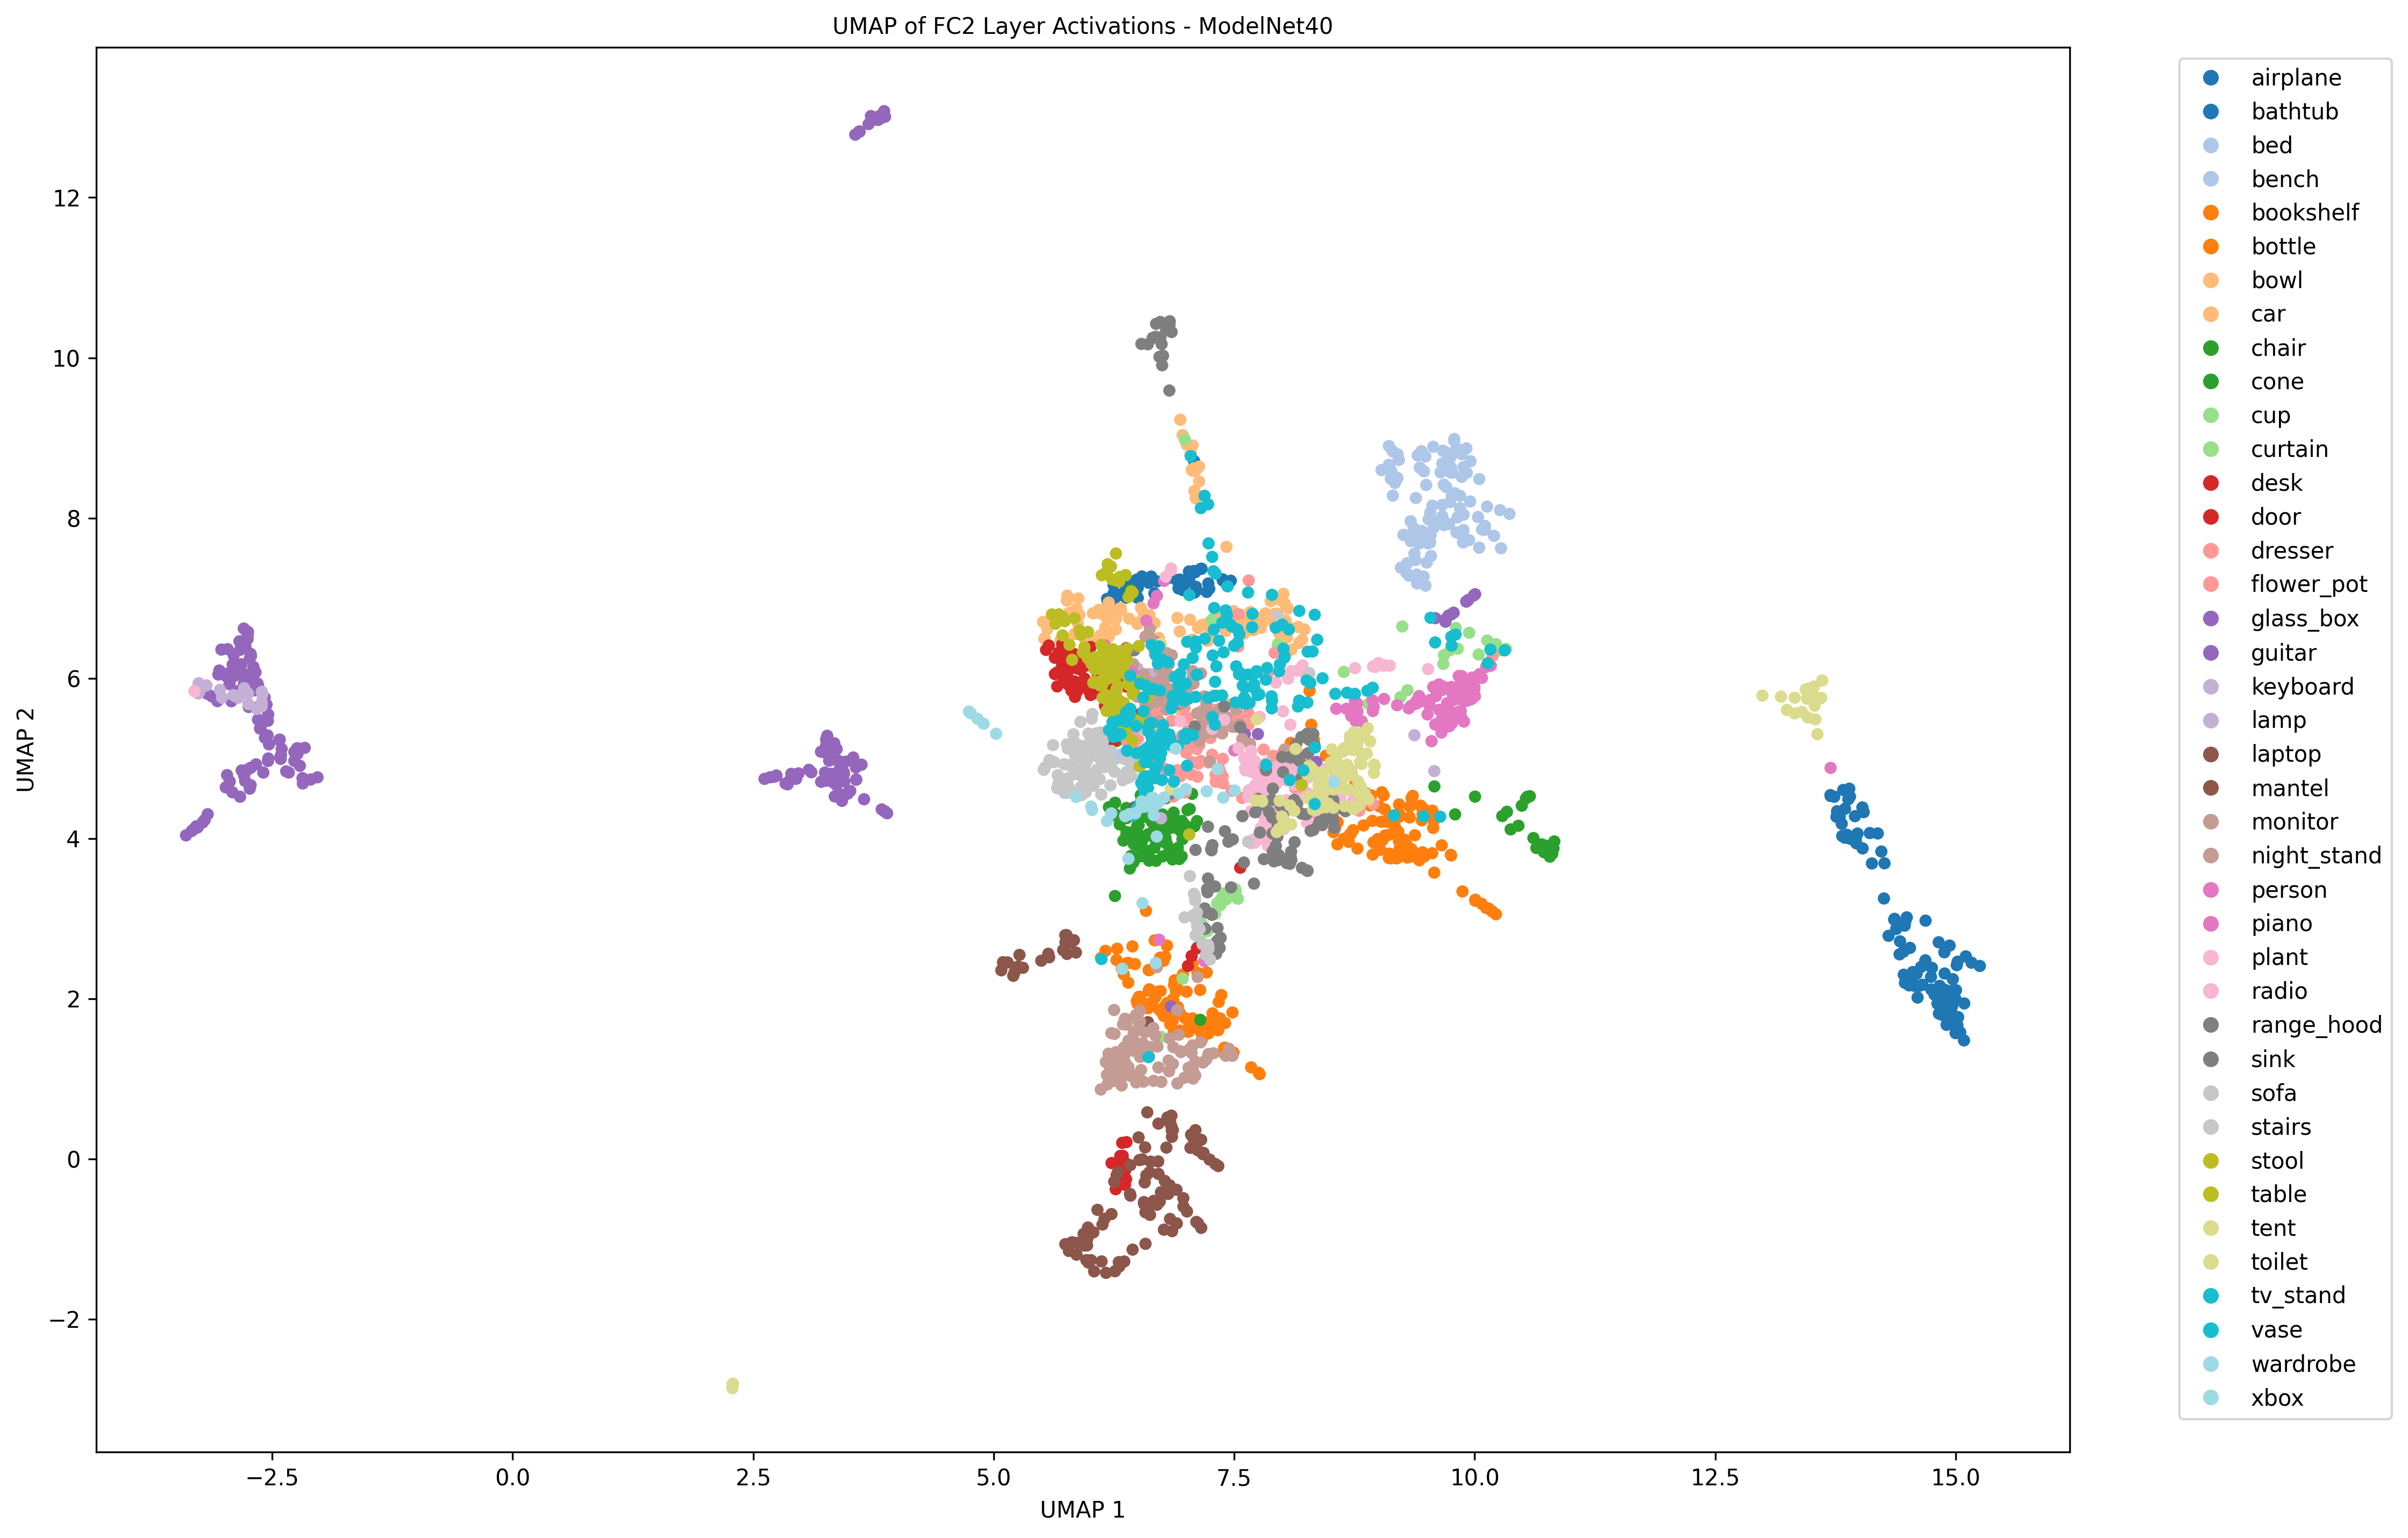 UMAP of FC2 Layer Activations - ModelNet40
12
10
8
6
4
2
0
−2
UMAP 2
−2.5
0.0
2.5
5.0
7.5
10.0
12.5
15.0
UMAP 1
airplane
bathtub
bed
bench
bookshelf
bottle
bowl
car
chair
cone
cup
curtain
desk
door
dresser
flower_pot
glass_box
guitar
keyboard
lamp
laptop
mantel
monitor
night_stand
person
piano
plant
radio
range_hood
sink
sofa
stairs
stool
table
tent
toilet
tv_stand
vase
wardrobe
xbox